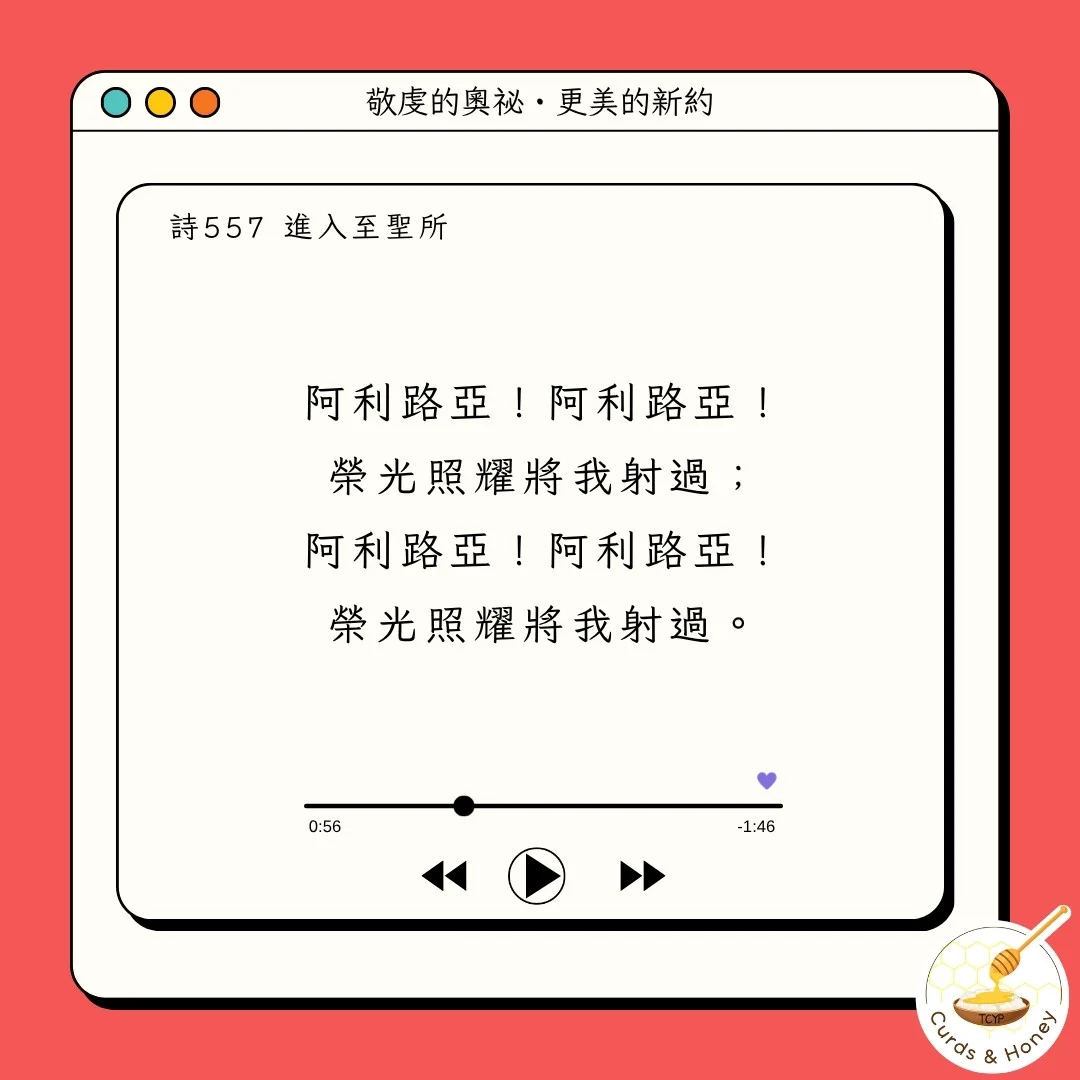 敬虔的奧祕·更美的新約
詩557 進入至聖所
阿利路亞！阿利路亞！
榮光照耀將我射過；
阿利路亞！阿利路亞！
榮光照耀將我射過。
0:56
-1:46
TCYP
Curds & Honey